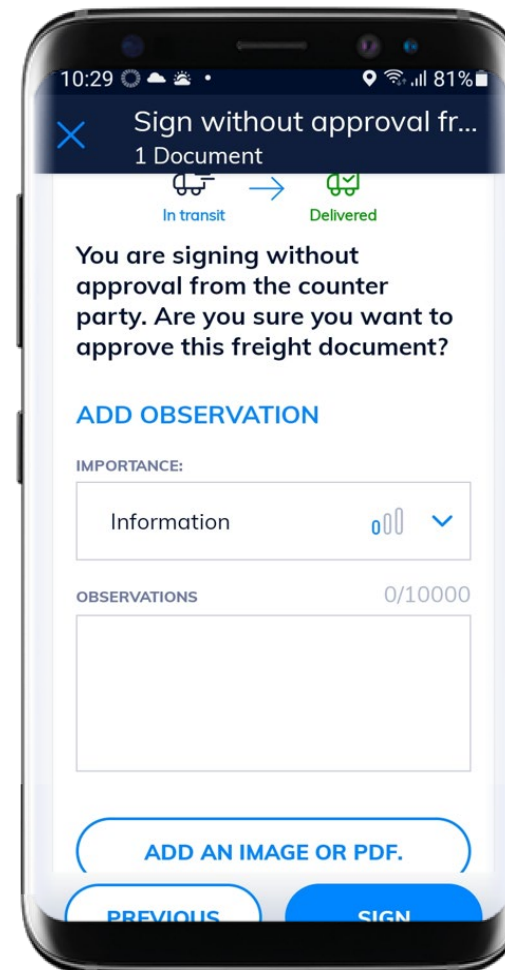 10:29 81%
Sign without approval fr...
1 Document
In transit Delivered
You are signing without
approval from the counter
party. Are you sure you want to
approve this freight document?
ADD OBSERVATION
IMPORTANCE:
Information
OBSERVATIONS 0/10000
ADD AN IMAGE OR PDF.
PREVIOUS SIGN